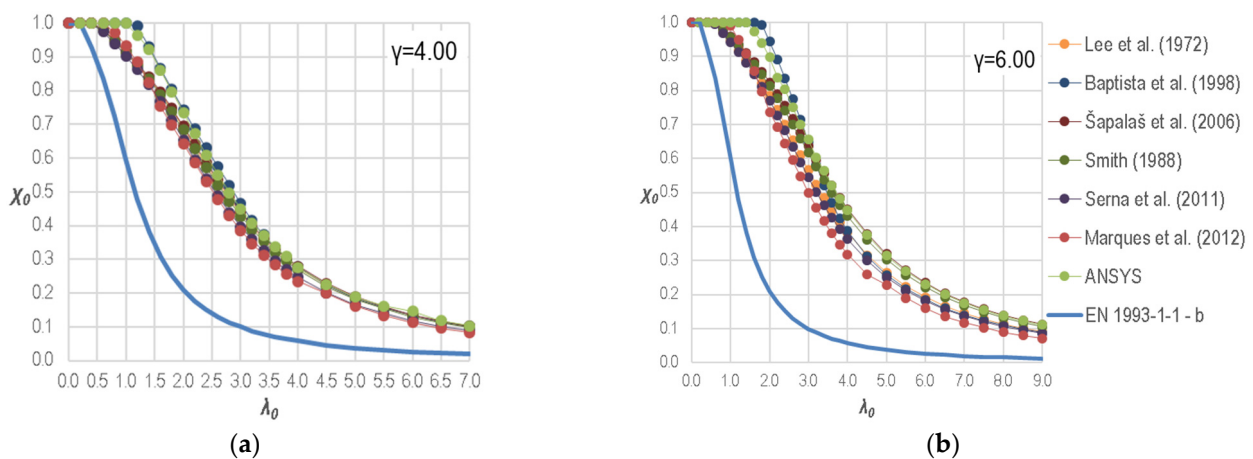 1.0
0.9
0.8
0.7
0.6
0.5
0.4
0.3
0.2
0.1
0.0
χ₀
γ=4.00
0.0 0.5 1.0 1.5 2.0 2.5 3.0 3.5 4.0 4.5 5.0 5.5 6.0 6.5 7.0
λ₀
(a)
1.0
0.9
0.8
0.7
0.6
0.5
0.4
0.3
0.2
0.1
0.0
χ₀
γ=6.00
0.0 1.0 2.0 3.0 4.0 5.0 6.0 7.0 8.0 9.0
λ₀
(b)
Lee et al. (1972)
Baptista et al. (1998)
Šapalaš et al. (2006)
Smith (1988)
Serna et al. (2011)
Marques et al. (2012)
ANSYS
EN 1993-1-1 - b